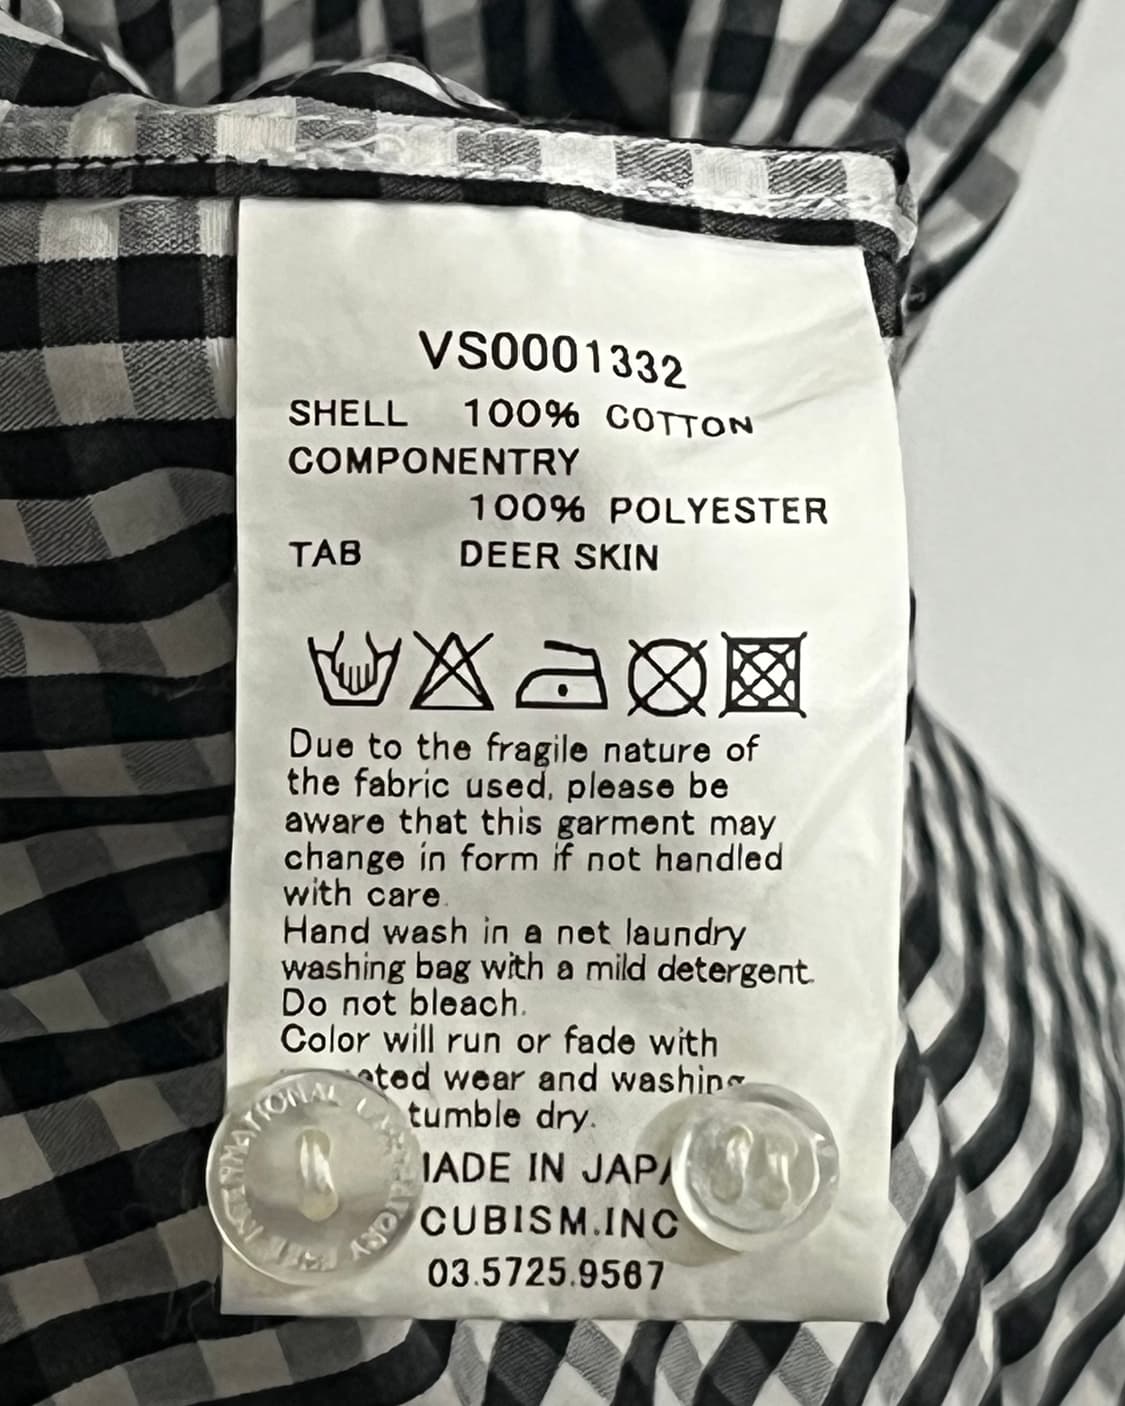 VS0001332
SHELL 100% COTTON
COMPONENTRY
100% POLYESTER
TAB DEER SKIN
Due to the fragile nature of
the fabric used, please be
aware that this garment may
change in form if not handled
with care.
Hand wash in a net laundry
washing bag with a mild detergent.
Do not bleach.
Color will run or fade with
wear and washing
tumble dry.
IN
CUBISM.INC
03.5725.9567
INTERNATIONAL